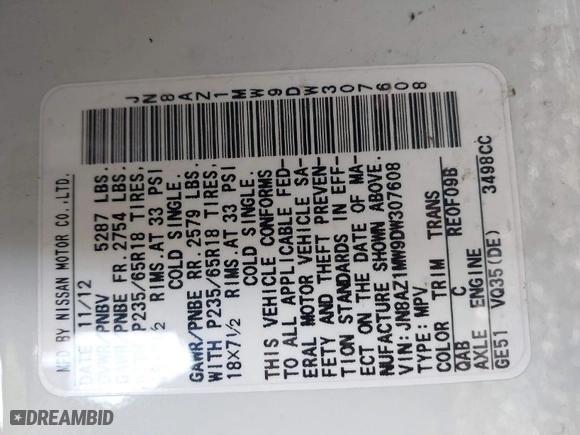 JN8AZ1MW9DW307608
MFD BY NISSAN MOTOR CO.,LTD.
DATE: 11/12
GVWR/PNBV 5287 LBS.
GAWR/PNBE FR. 2754 LBS.
P235/65R18 TIRES,
½ RIMS.AT 33 PSI
COLD SINGLE.
GAWR/PNBE RR. 2579 LBS.
WITH P235/65R18 TIRES,
18X7½ RIMS.AT 33 PSI
COLD SINGLE.
THIS VEHICLE CONFORMS
TO ALL APPLICABLE FED-
ERAL MOTOR VEHICLE SA-
FETY AND THEFT PREVEN-
TION STANDARDS IN EFF-
ECT ON THE DATE OF MA-
NUFACTURE SHOWN ABOVE.
VIN:JN8AZ1MW9DW307608
TYPE:MPV
COLOR TRIM TRANS
QAB C RE0F09B
AXLE ENGINE
GE51 VQ35(DE) 3498CC
DREAMBID